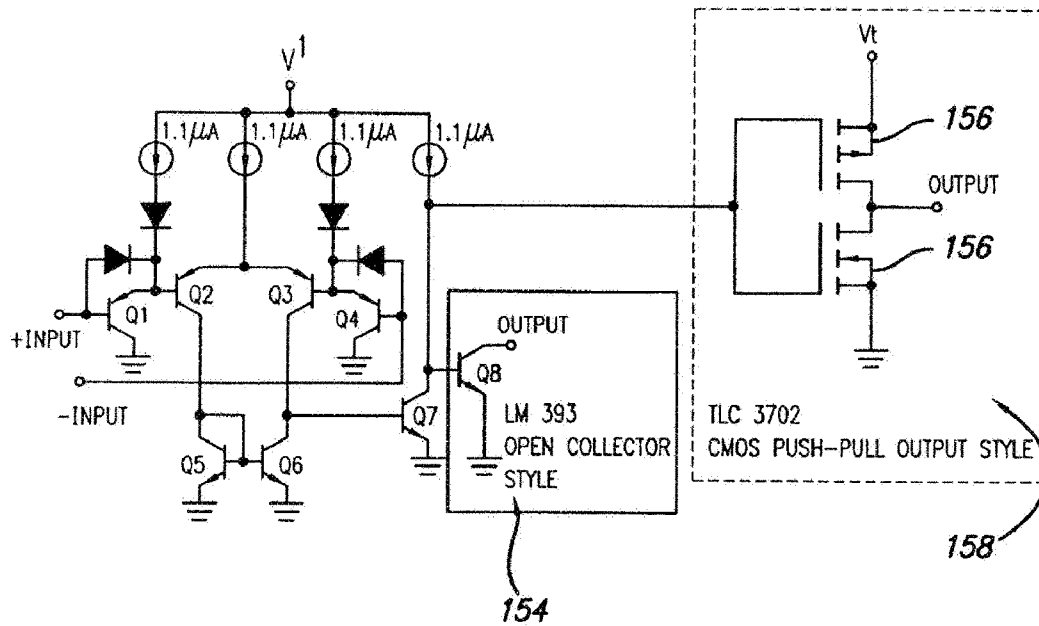 V1
1.1μA 1.1μA 1.1μA 1.1μA
Vt
156
OUTPUT
156
Q1
Q2
Q3
Q4
+INPUT
-INPUT
OUTPUT
Q8
Q7
LM 393
OPEN COLLECTOR
STYLE
Q5
Q6
TLC 3702
CMOS PUSH-PULL OUTPUT STYLE
158
154